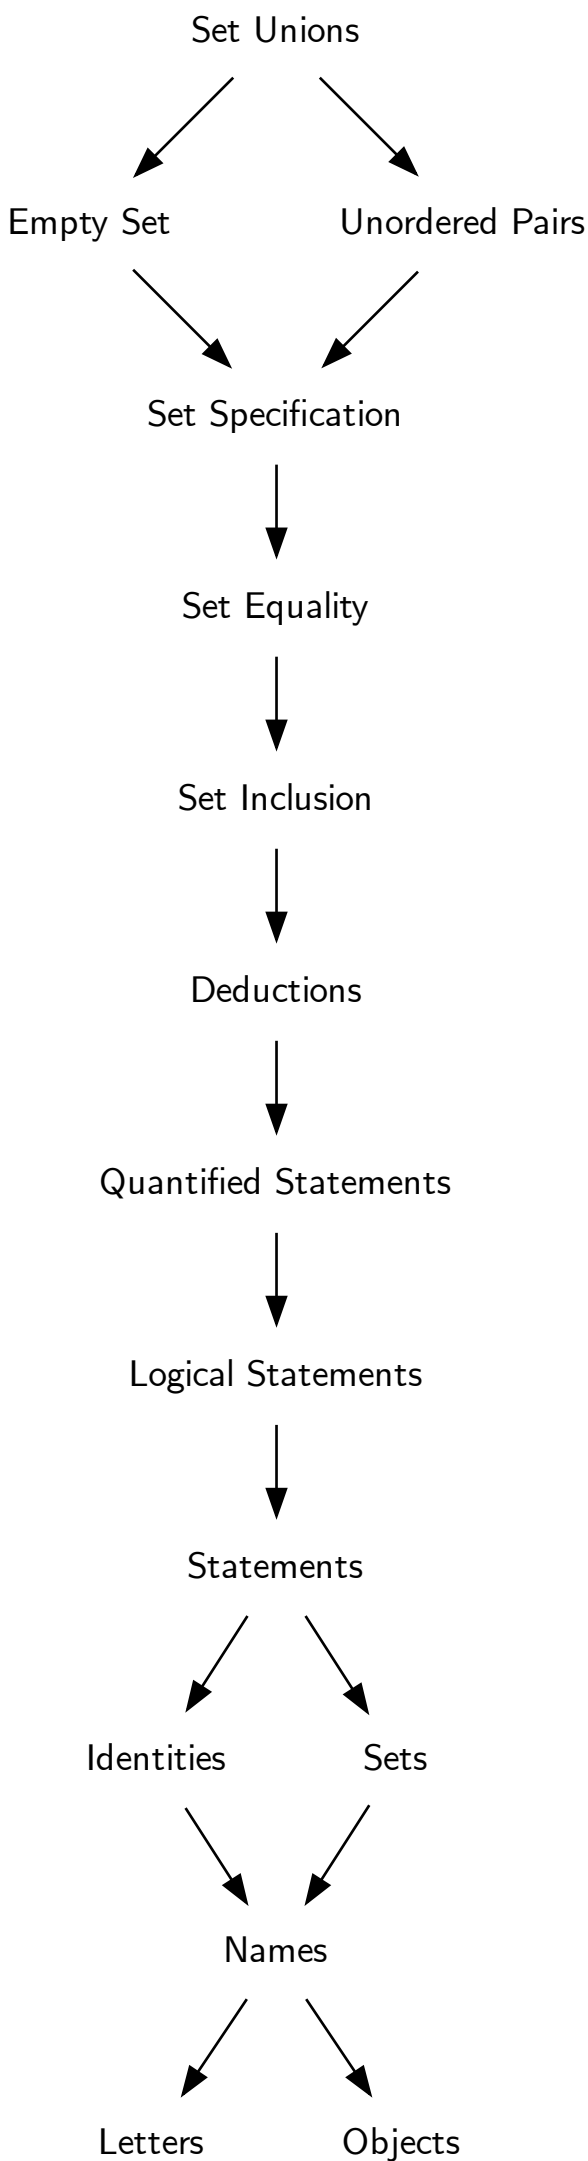 Set Unions
Empty Set
Unordered Pairs
Set Specification
Set Equality
Set Inclusion
Deductions
Quantified Statements
Logical Statements
Statements
Identities
Sets
Names
Letters
Objects